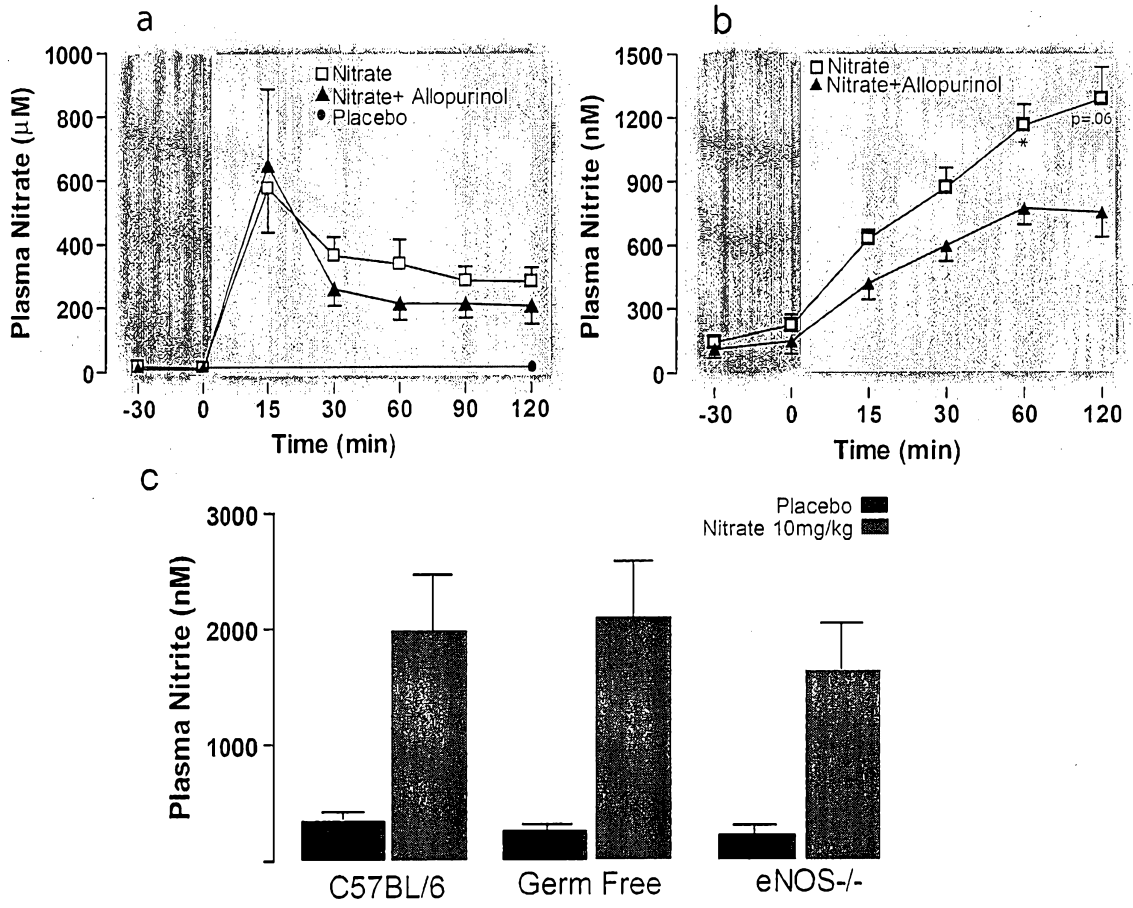 a
1000
800
600
400
200
0
Plasma Nitrate (µM)
Nitrate
Nitrate+ Allopurinol
Placebo
-30 0 15 30 60 90 120
Time (min)
b
1500
1200
900
600
300
0
Plasma Nitrite (nM)
Nitrate
Nitrate+Allopurinol
p=.06
*
-30 0 15 30 60 120
Time (min)
c
3000
2000
1000
Plasma Nitrite (nM)
Placebo
Nitrate 10mg/kg
C57BL/6 Germ Free eNOS-/-